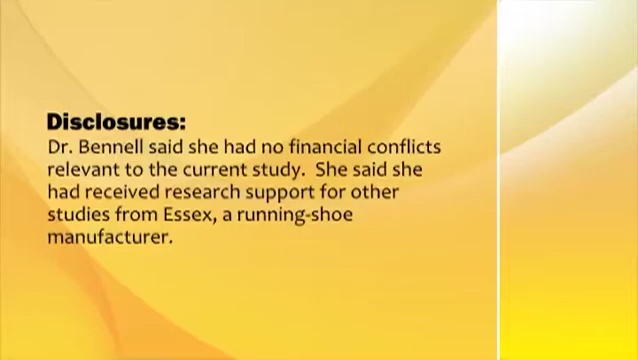 Disclosures:
Dr. Bennell said she had no financial conflicts
relevant to the current study.  She said she
had received research support for other
studies from Essex, a running-shoe
manufacturer.